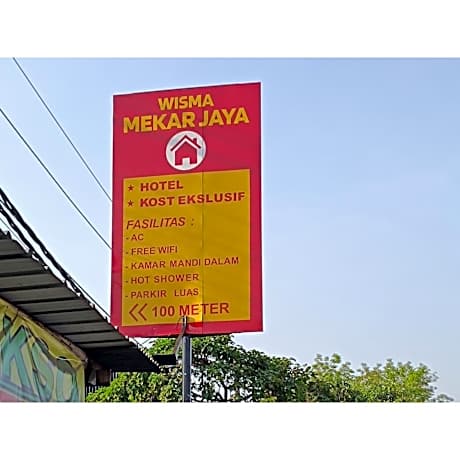 WISMA
MEKAR JAYA
★ HOTEL
★ KOST EKSLUSIF
FASILITAS :
- AC
- FREE WIFI
- KAMAR MANDI DALAM
- HOT SHOWER
- PARKIR LUAS
<< 100 METER